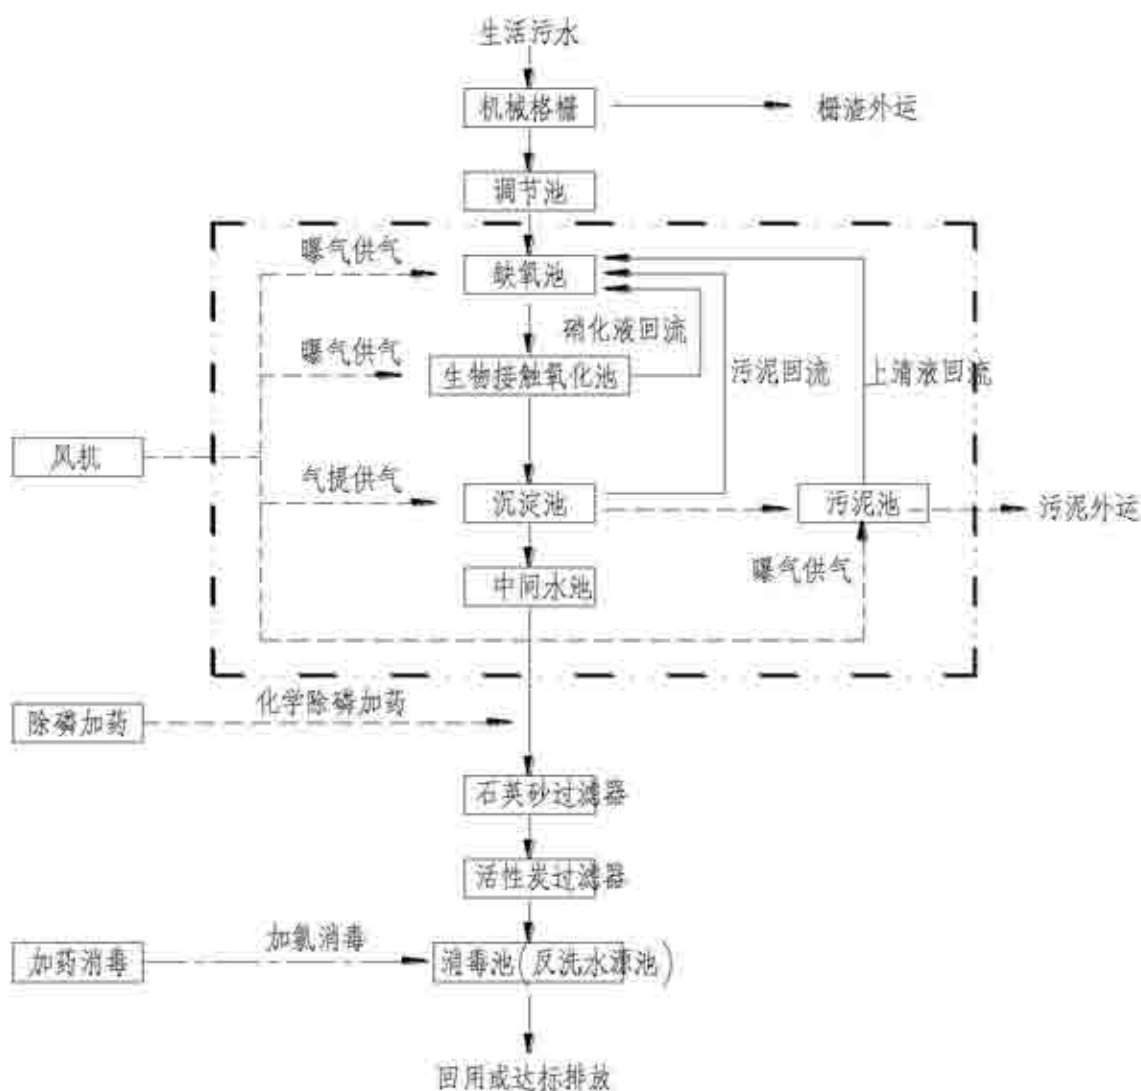 生活污水
机械格栅
栅渣外运
调节池
曝气供气
缺氧池
硝化液回流
曝气供气
生物接触氧化池
污泥回流
上清液回流
风机
气提供气
沉淀池
污泥池
污泥外运
曝气供气
中间水池
化学除磷加药
除磷加药
石英砂过滤器
活性炭过滤器
加氯消毒
加药消毒
消毒池(反洗水源池)
回用或达标排放